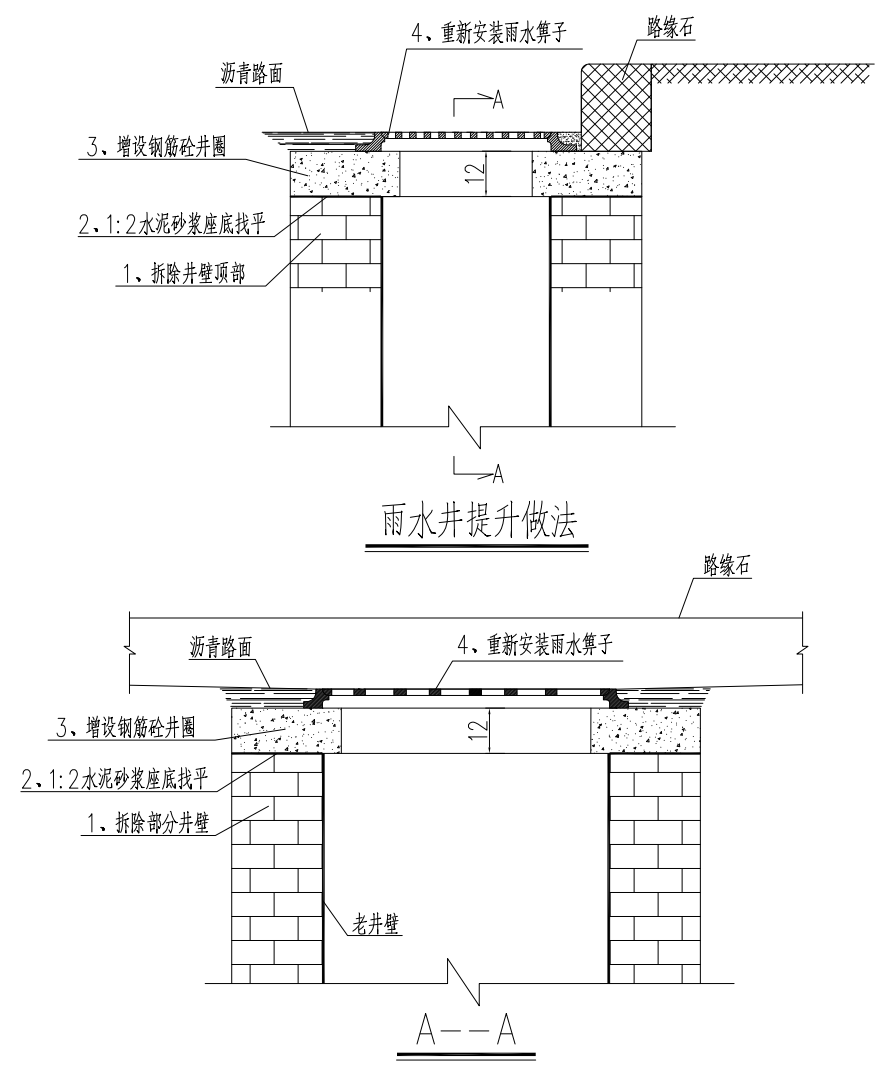 4、重新安装雨水箅子
路缘石
沥青路面
A
3、增设钢筋砼井圈
12
2、1:2水泥砂浆座底找平
1、拆除井壁顶部
A
雨水井提升做法
路缘石
沥青路面
4、重新安装雨水箅子
3、增设钢筋砼井圈
12
2、1:2水泥砂浆座底找平
1、拆除部分井壁
老井壁
A--A